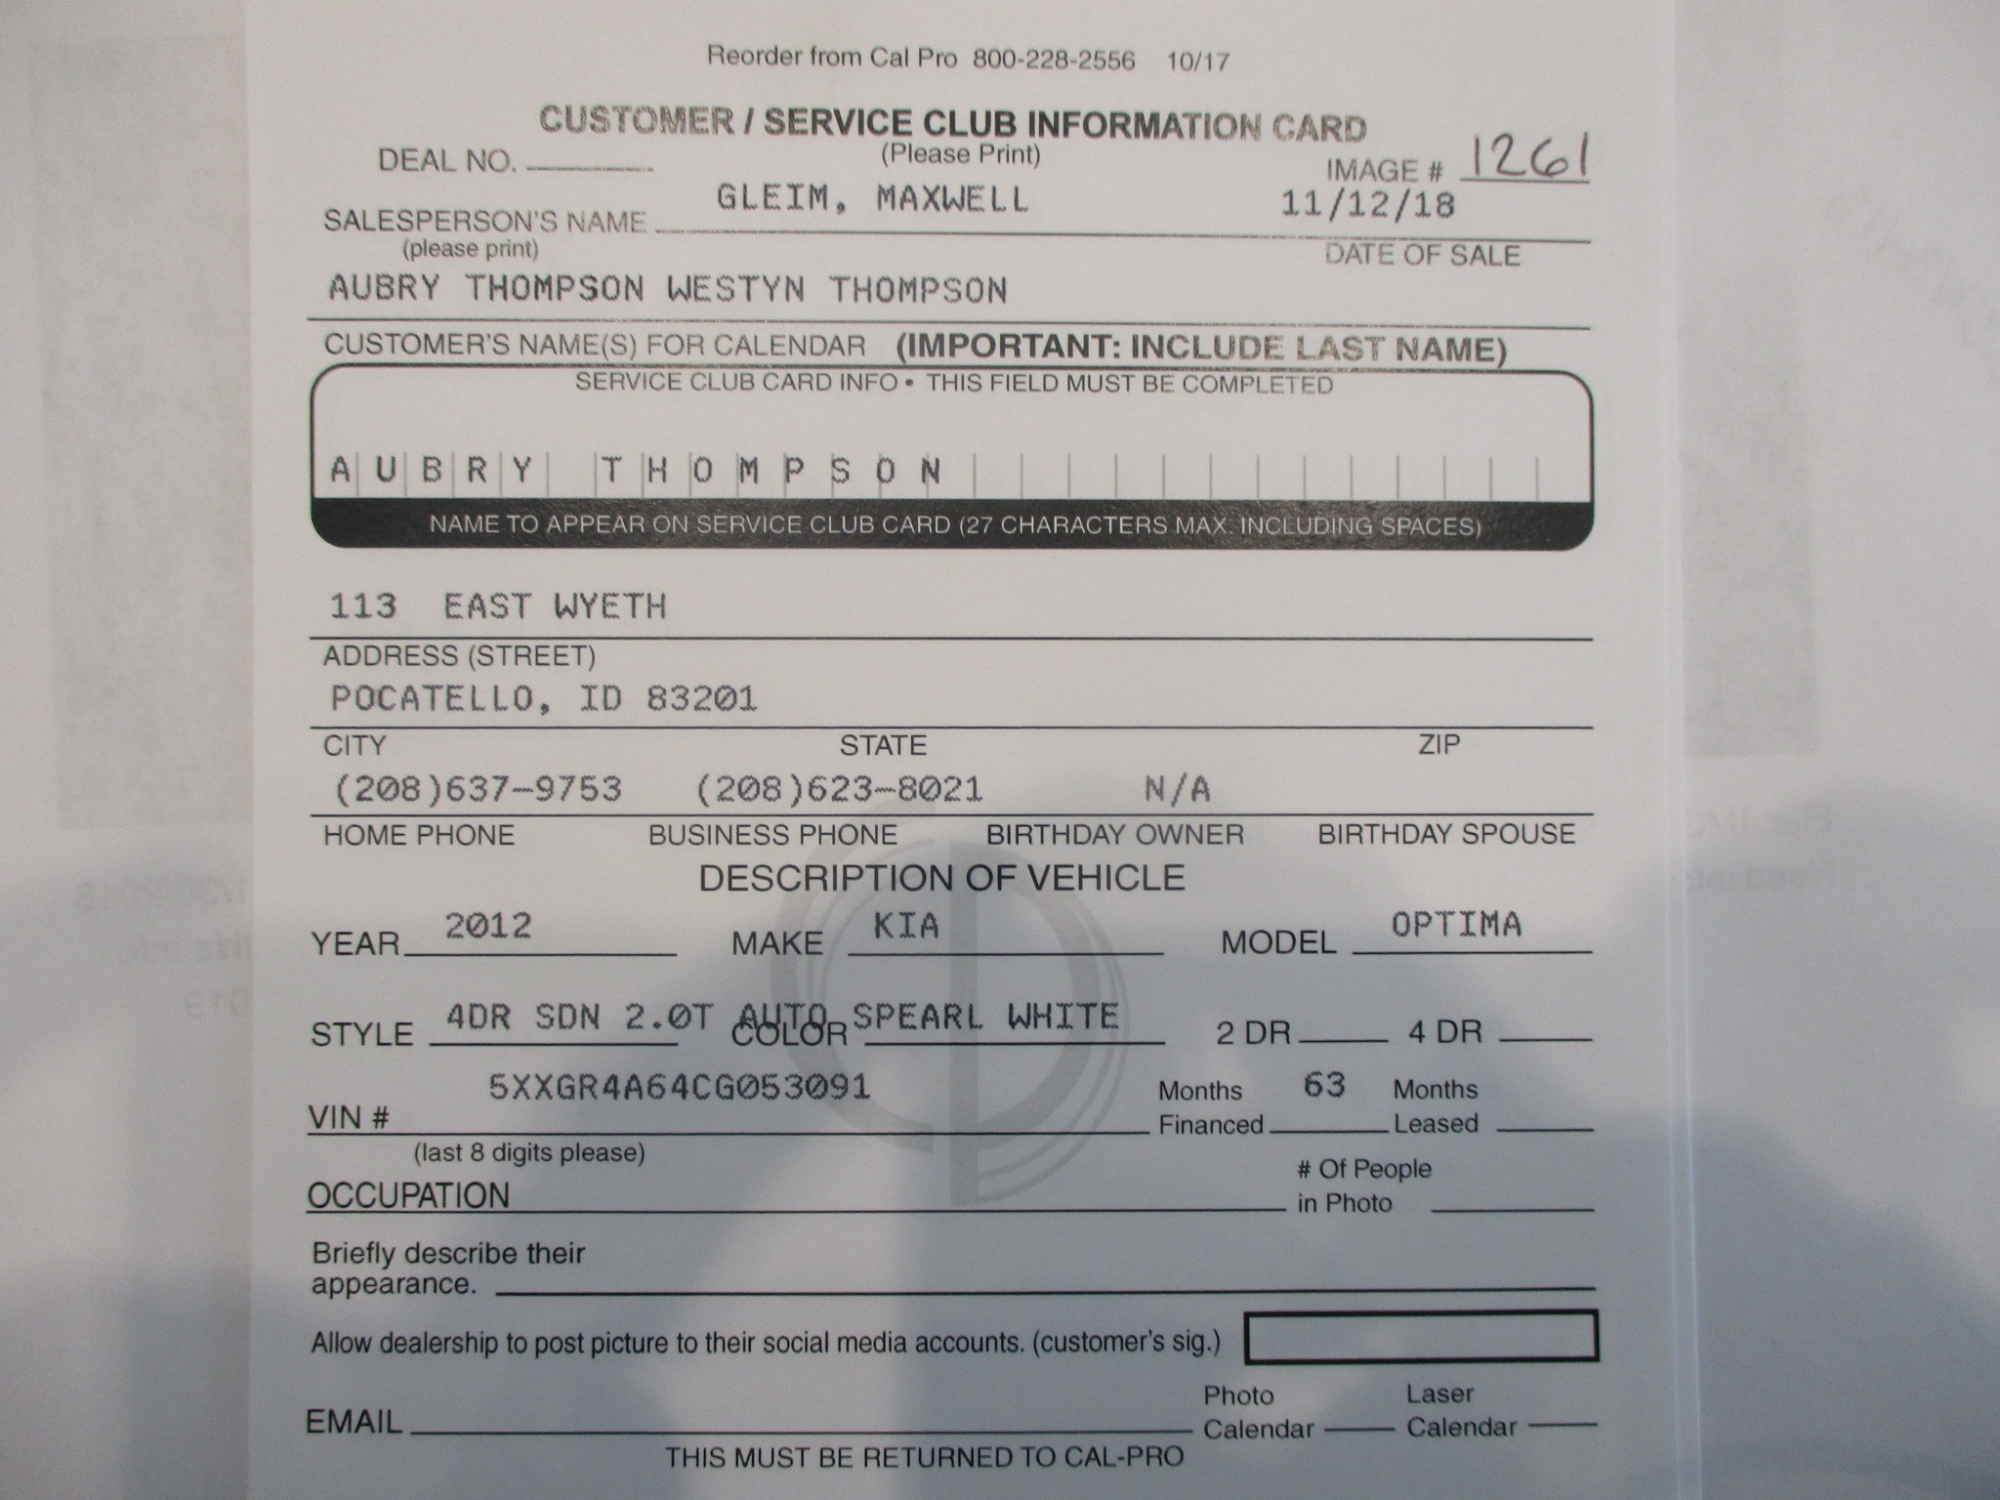 Reorder from Cal Pro 800-228-2556 10/17
CUSTOMER / SERVICE CLUB INFORMATION CARD
DEAL NO. (Please Print) IMAGE # 1261
GLEIM, MAXWELL 11/12/18
SALESPERSON'S NAME
(please print) DATE OF SALE
AUBRY THOMPSON WESTYN THOMPSON
CUSTOMER'S NAME(S) FOR CALENDAR (IMPORTANT: INCLUDE LAST NAME)
SERVICE CLUB CARD INFO • THIS FIELD MUST BE COMPLETED
AUBRY THOMPSON
NAME TO APPEAR ON SERVICE CLUB CARD (27 CHARACTERS MAX. INCLUDING SPACES)
113 EAST WYETH
ADDRESS (STREET)
POCATELLO, ID 83201
CITY STATE ZIP
(208)637-9753 (208)623-8021 N/A
HOME PHONE BUSINESS PHONE BIRTHDAY OWNER BIRTHDAY SPOUSE
DESCRIPTION OF VEHICLE
YEAR 2012 MAKE KIA MODEL OPTIMA
STYLE 4DR SDN 2.0T AUTO COLOR SPEARL WHITE 2 DR 4 DR
5XXGR4A64CG053091 Months 63 Months
VIN # Financed Leased
(last 8 digits please) # Of People
OCCUPATION in Photo
Briefly describe their
appearance.
Allow dealership to post picture to their social media accounts. (customer's sig.)
Photo Laser
EMAIL Calendar Calendar
THIS MUST BE RETURNED TO CAL-PRO